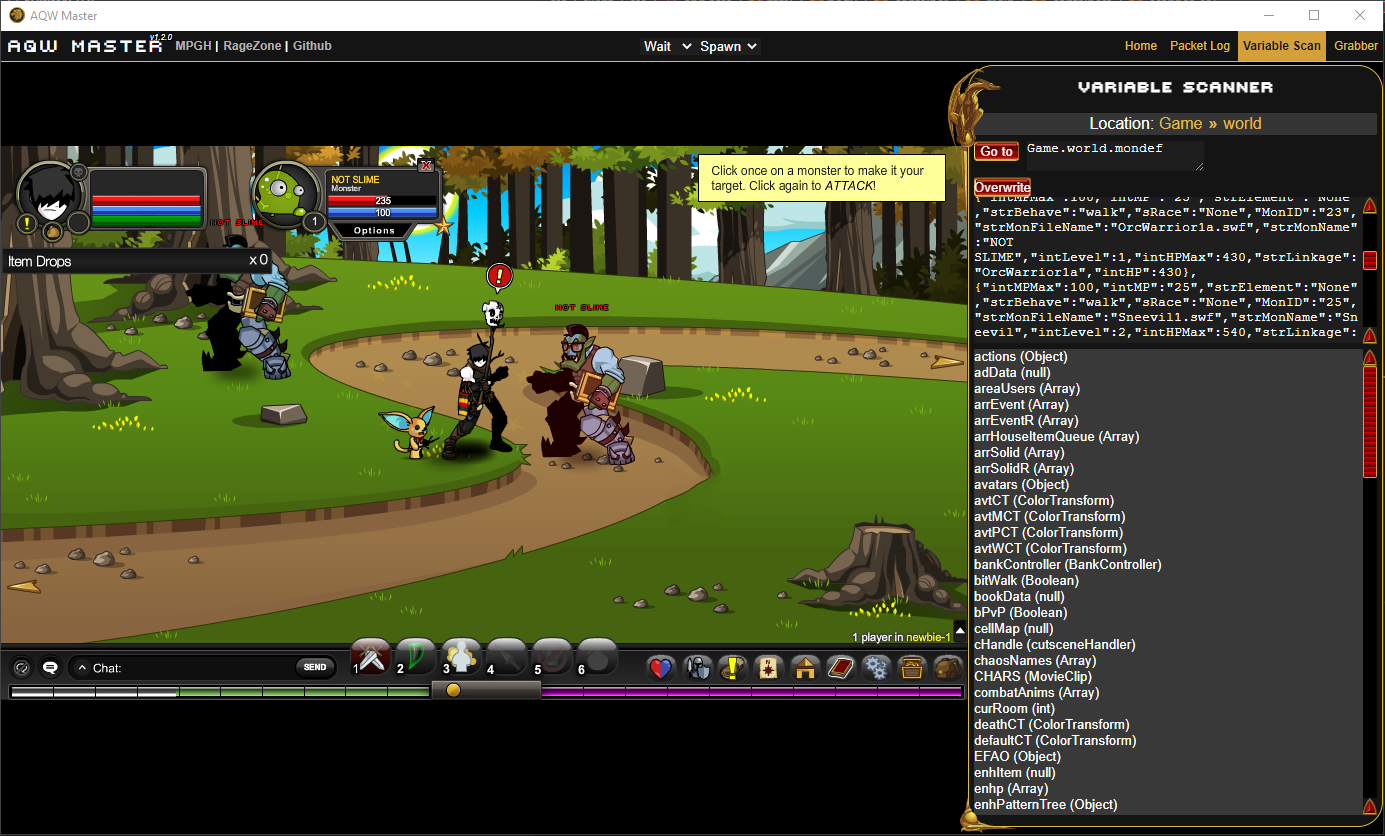 AQW Master
AQW MASTER v1.2.0 MPGH | RageZone | Github
Wait Spawn
Home Packet Log Variable Scan Grabber
VARIABLE SCANNER
Location: Game » world
Go to Game.world.mondef
Overwrite
{"intMPMax":100,"intMP":"25","strElement":"None"
,"strBehave":"walk","sRace":"None","MonID":"23",
"strMonFileName":"OrcWarrior1a.swf","strMonName"
:"NOT
SLIME","intLevel":1,"intHPMax":430,"strLinkage":
"OrcWarrior1a","intHP":430},
{"intMPMax":100,"intMP":"25","strElement":"None"
,"strBehave":"walk","sRace":"None","MonID":"25",
"strMonFileName":"Sneevil1.swf","strMonName":"Sn
eevil","intLevel":2,"intHPMax":540,"strLinkage":
actions (Object)
adData (null)
areaUsers (Array)
arrEvent (Array)
arrEventR (Array)
arrHouseItemQueue (Array)
arrSolid (Array)
arrSolidR (Array)
avatars (Object)
avtCT (ColorTransform)
avtMCT (ColorTransform)
avtPCT (ColorTransform)
avtWCT (ColorTransform)
bankController (BankController)
bitWalk (Boolean)
bookData (null)
bPvP (Boolean)
cellMap (null)
cHandle (cutsceneHandler)
chaosNames (Array)
CHARS (MovieClip)
combatAnims (Array)
curRoom (int)
deathCT (ColorTransform)
defaultCT (ColorTransform)
EFAO (Object)
enhItem (null)
enhp (Array)
enhPatternTree (Object)
NOT SLIME
Monster
235
100
1
Options
NOT SLIME
Item Drops x 0
Click once on a monster to make it your
target. Click again to ATTACK!
NOT SLIME
1 player in newbie-1
Chat: SEND
1 2 3 4 5 6